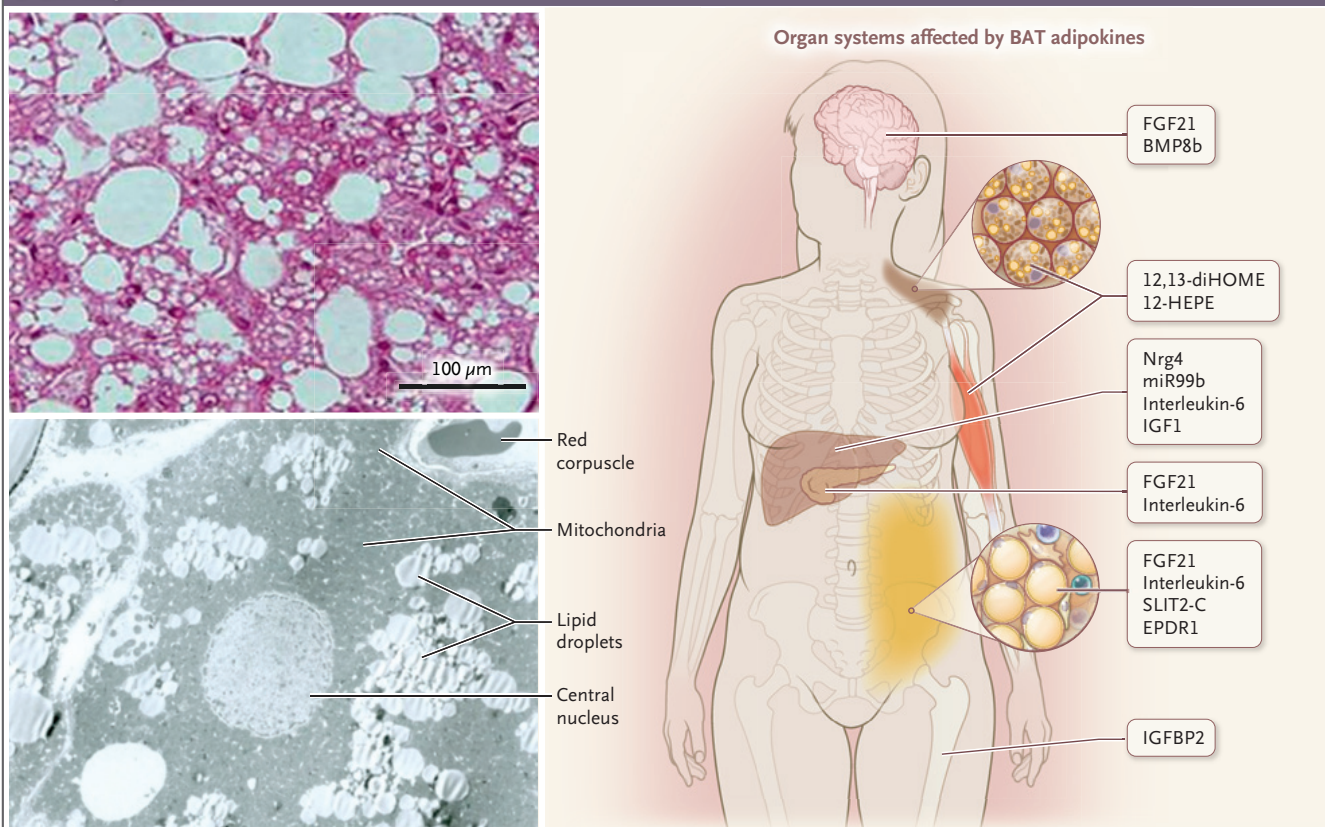 Organ systems affected by BAT adipokines
100 µm
Red
corpuscle
Mitochondria
Lipid
droplets
Central
nucleus
FGF21
BMP8b
12,13-diHOME
12-HEPE
Nrg4
miR99b
Interleukin-6
IGF1
FGF21
Interleukin-6
FGF21
Interleukin-6
SLIT2-C
EPDR1
IGFBP2